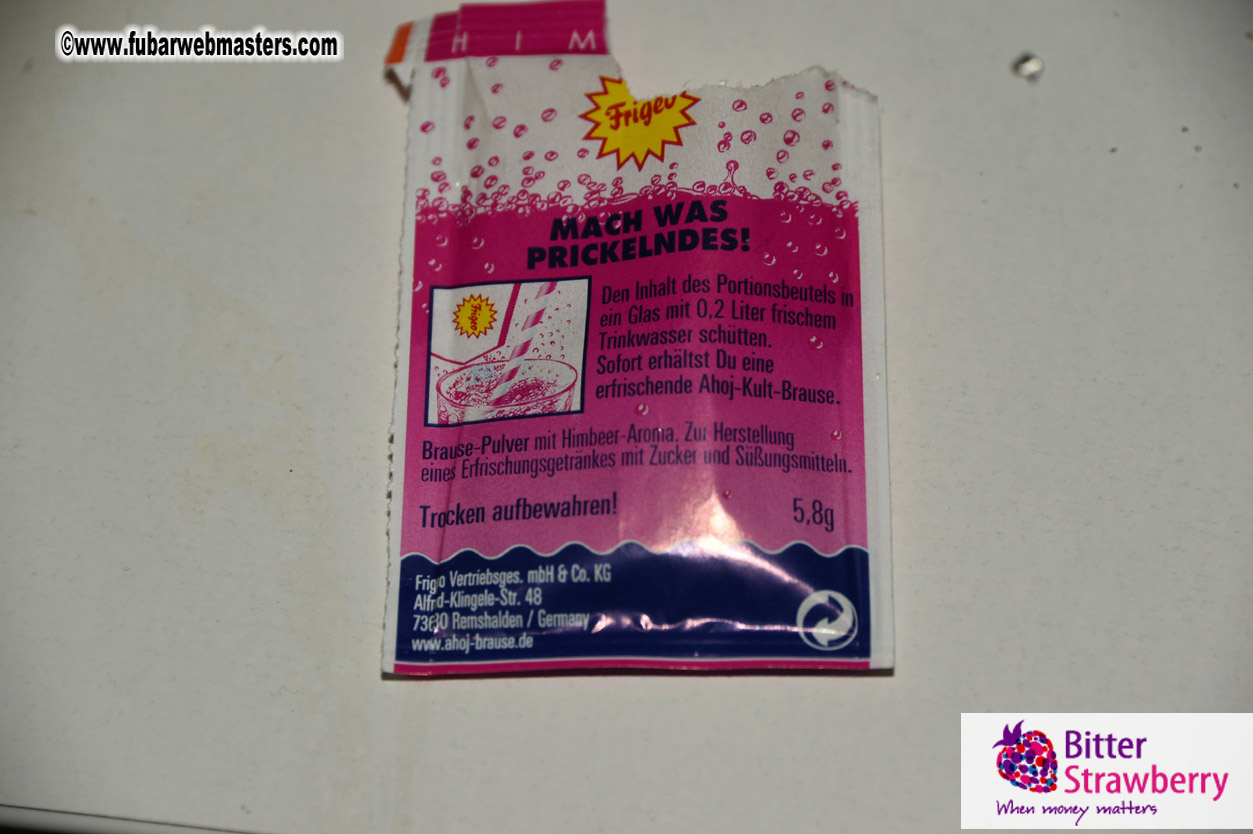 ©www.fubarwebmasters.com
HIM
Frigeo
MACH WAS
PRICKELNDES!
Frigeo
Den Inhalt des Portionsbeutels in
ein Glas mit 0,2 Liter frischem
Trinkwasser schütten.
Sofort erhältst Du eine
erfrischende Ahoj-Kult-Brause.
Brause-Pulver mit Himbeer-Aroma. Zur Herstellung
eines Erfrischungsgetränkes mit Zucker und Süßungsmitteln.
Trocken aufbewahren! 5,8g
Frigeo Vertriebsges. mbH & Co. KG
Alfred-Klingele-Str. 48
73630 Remshalden / Germany
www.ahoj-brause.de
Bitter
Strawberry
When money matters